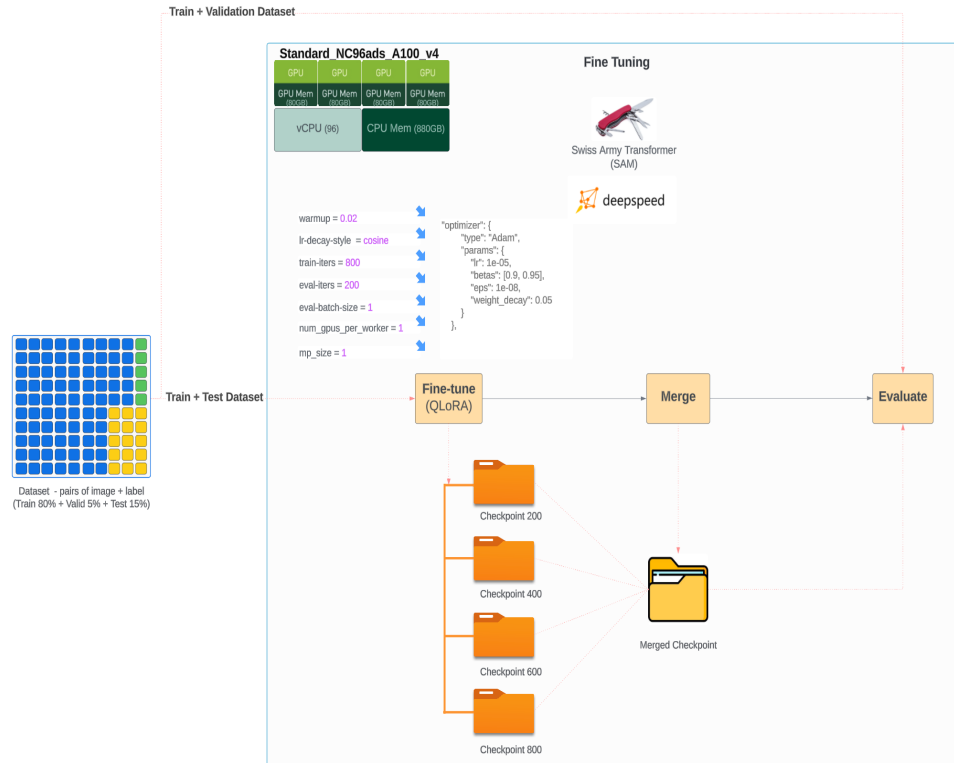 Train + Validation Dataset
Standard_NC96ads_A100_v4
GPU GPU GPU GPU
GPU Mem GPU Mem GPU Mem GPU Mem
(80GB) (80GB) (80GB) (80GB)
vCPU (96) CPU Mem (880GB)
Fine Tuning
Swiss Army Transformer
(SAM)
deepspeed
warmup = 0.02
lr-decay-style = cosine
train-iters = 800
eval-iters = 200
eval-batch-size = 1
num_gpus_per_worker = 1
mp_size = 1
"optimizer": {
"type": "Adam",
"params": {
"lr": 1e-05,
"betas": [0.9, 0.95],
"eps": 1e-08,
"weight_decay": 0.05
}
},
Train + Test Dataset
Dataset - pairs of image + label
(Train 80% + Valid 5% + Test 15%)
Fine-tune
(QLoRA)
Merge
Evaluate
Checkpoint 200
Checkpoint 400
Checkpoint 600
Checkpoint 800
Merged Checkpoint